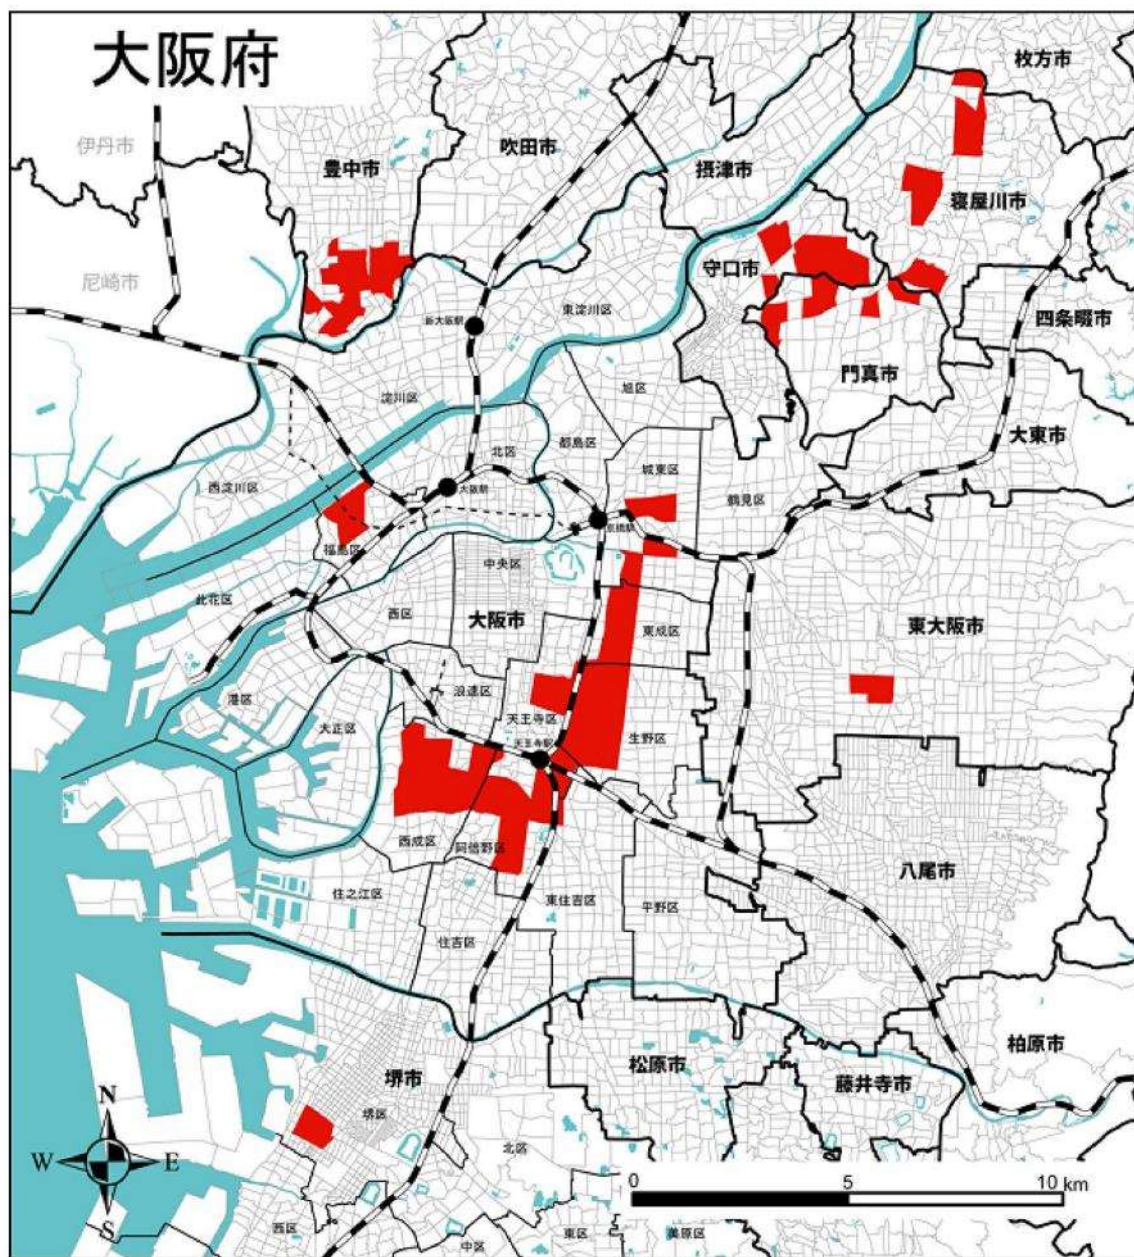 大阪府
枚方市
伊丹市
吹田市
豊中市
摂津市
寝屋川市
守口市
尼崎市
東淀川区
新大阪駅
四条畷市
門真市
旭区
淀川区
大東市
都島区
北区
城東区
西淀川区
大阪駅
鶴見区
京橋駅
福島区
中央区
此花区
西区
大阪市
東成区
東大阪市
浪速区
港区
天王寺区
大正区
生野区
天王寺駅
西成区
阿倍野区
八尾市
住之江区
東住吉区
平野区
住吉区
柏原市
松原市
堺市
藤井寺市
堺区
N
北区
W
E
0
5
10 km
S
西区
東区
美原区
中区